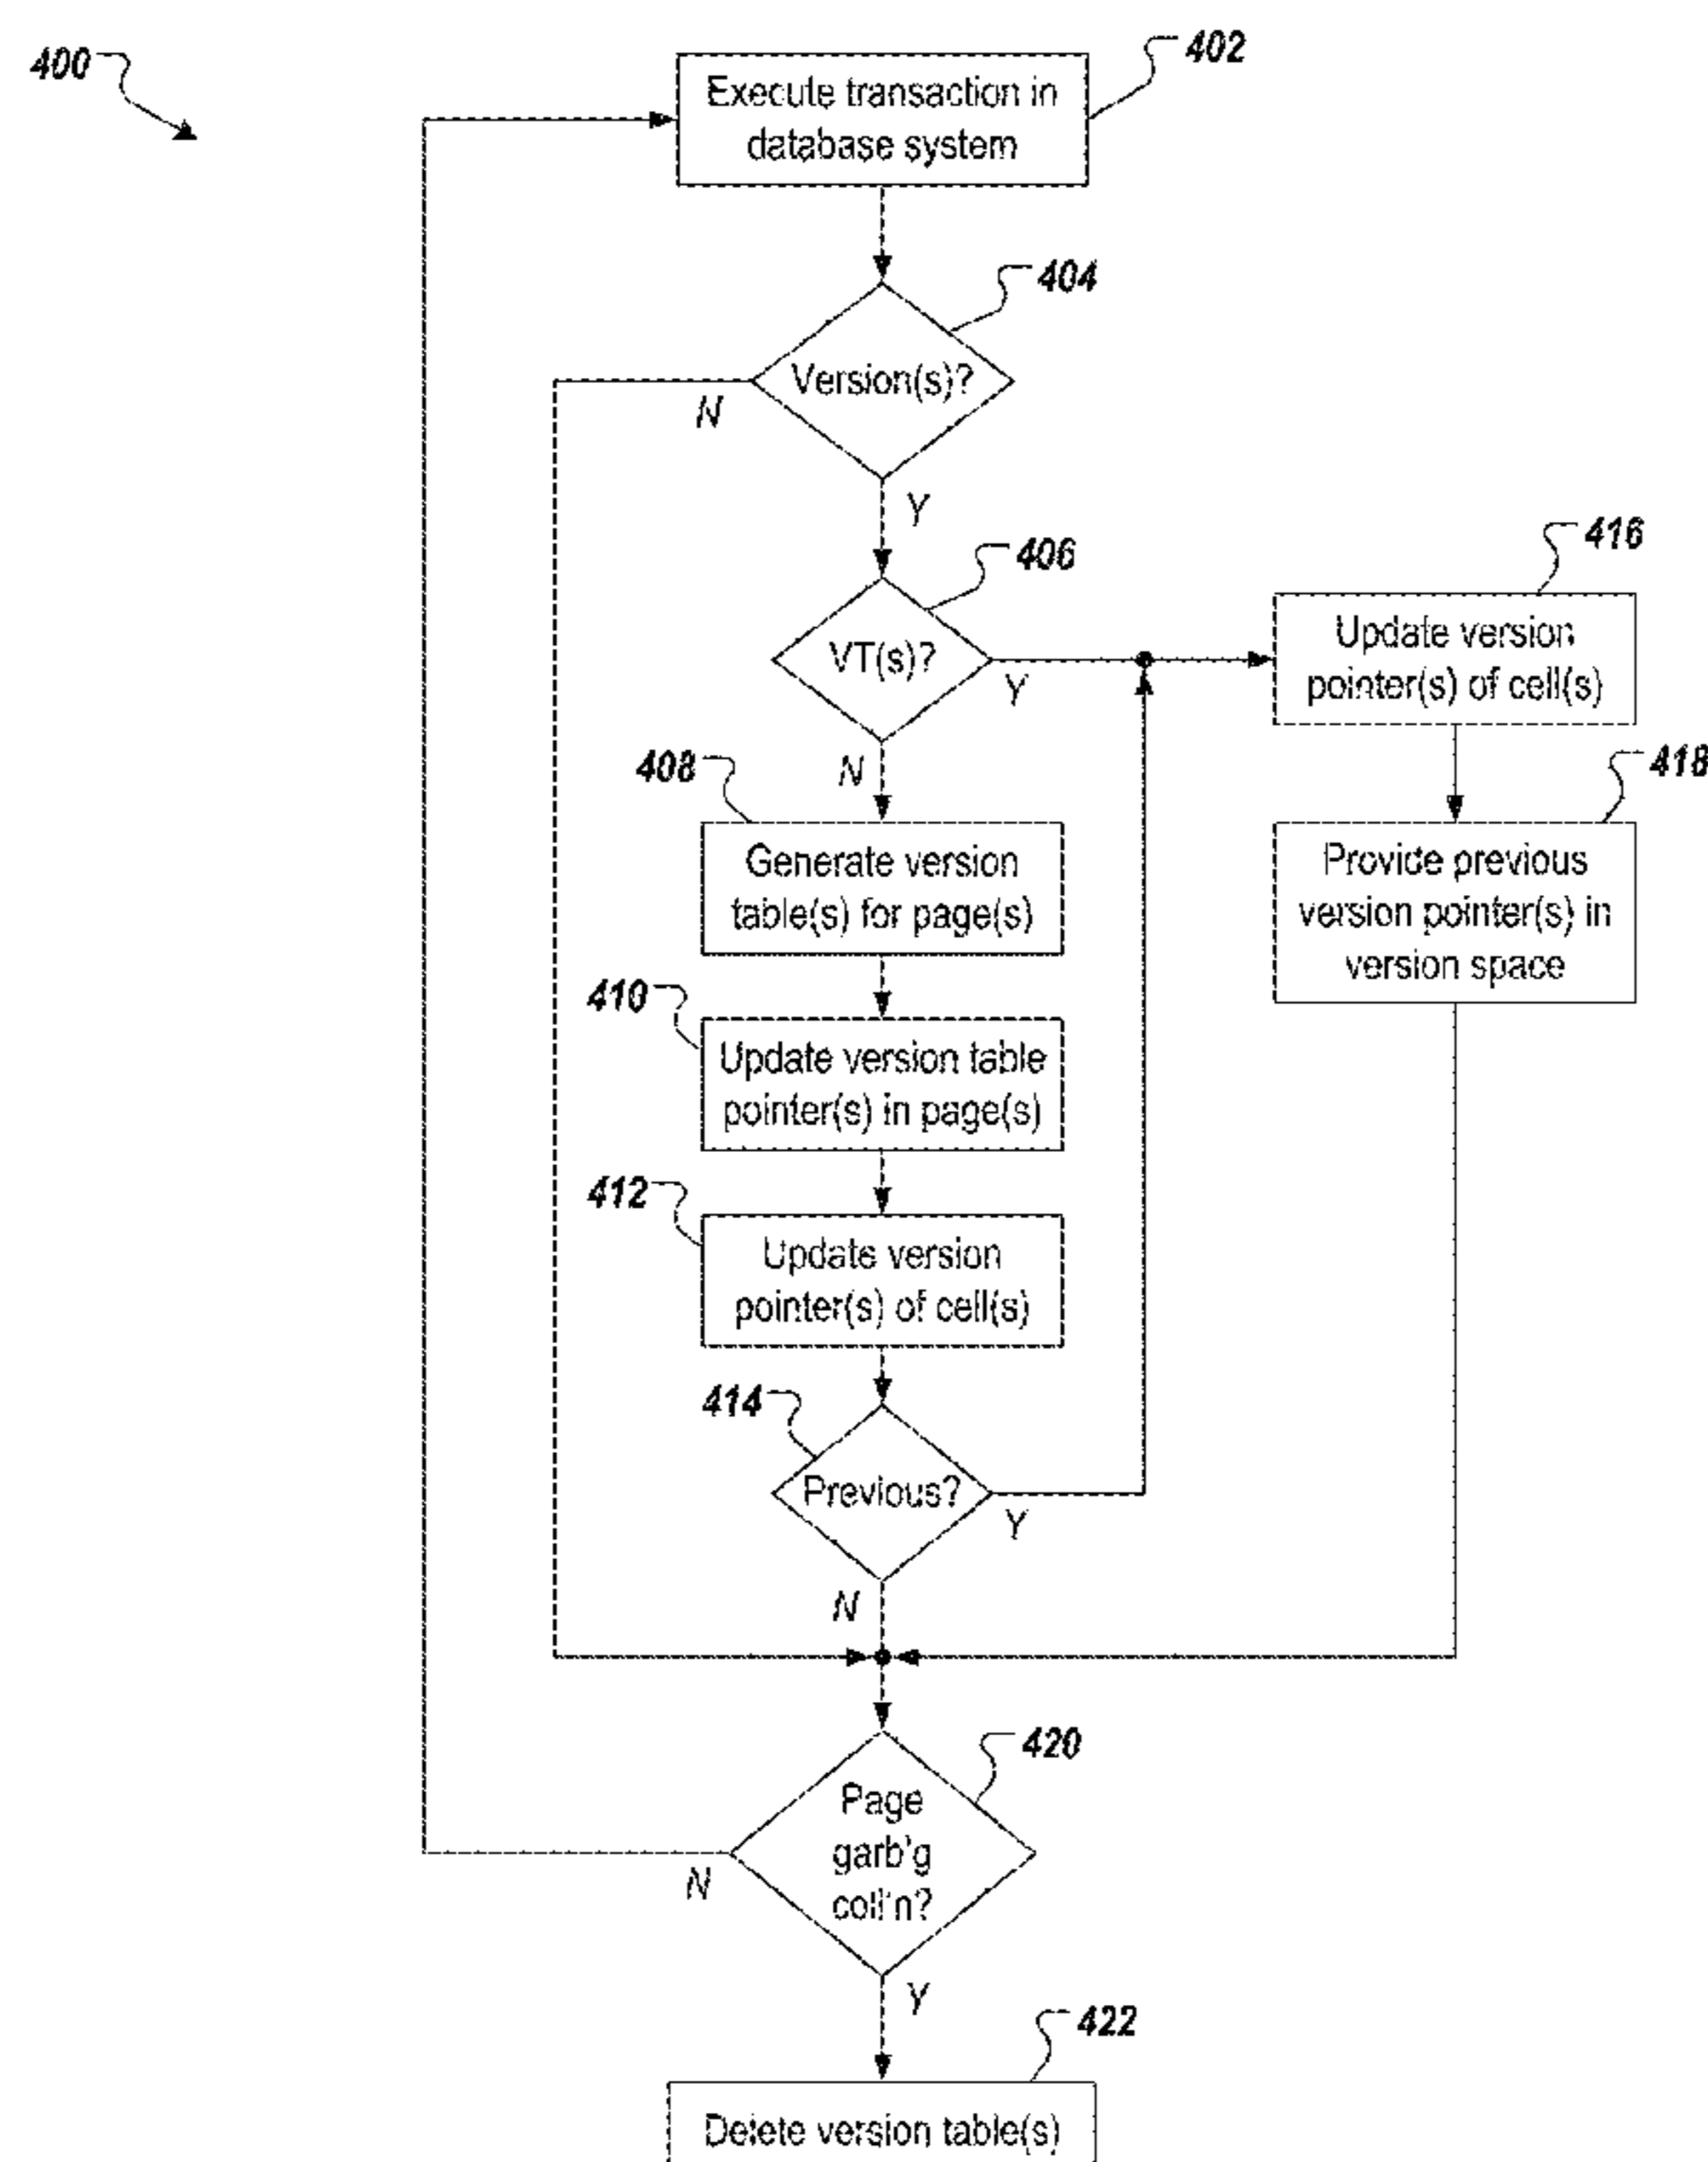 400
402
Execute transaction in
database system
404
Version(s)?
N
Y
406
VT(s)?
Y
N
416
Update version
pointer(s) of cell(s)
408
Generate version
table(s) for page(s)
418
Provide previous
version pointer(s) in
version space
410
Update version table
pointer(s) in page(s)
412
Update version
pointer(s) of cell(s)
414
Previous?
Y
N
420
Page
garb'g
coll'n?
N
Y
422
Delete version table(s)